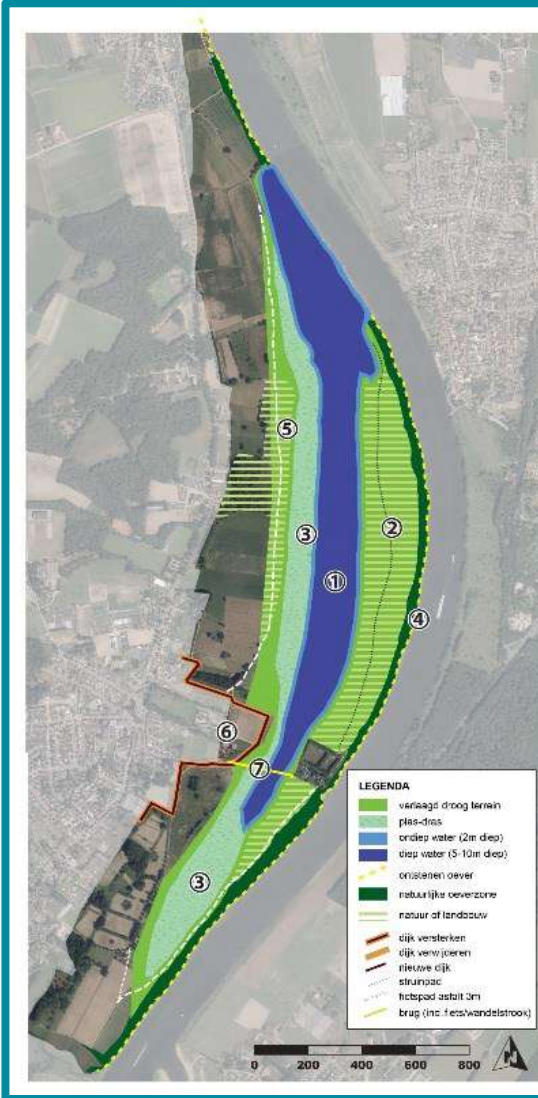 ⑤
②
③
①
④
⑥
⑦
③
LEGENDA
verlaagd droog terrein
plas-dras
ondiep water (2m diep)
diep water (5-10m diep)
ontstenen oever
natuurlijke oeverzone
natuur of landbouw
dijk versterken
dijk verwijderen
nieuwe dijk
struinpad
fietspad asfalt 3m
brug (inc. fiets/wandelstrook)
0 200 400 600 800
N